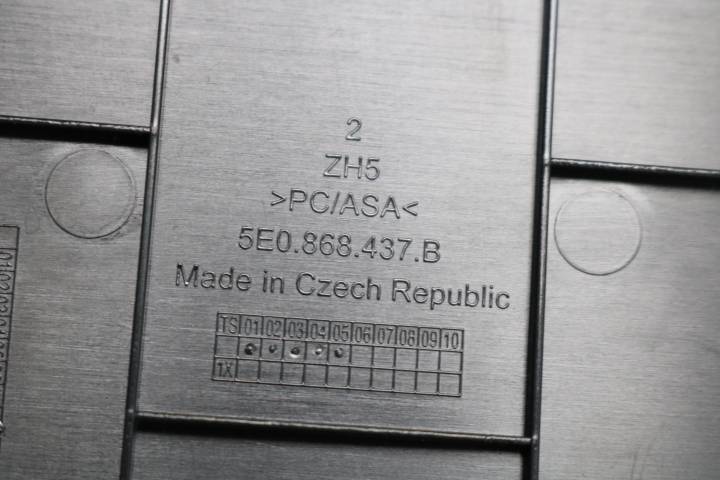 2
ZH5
>PC/ASA<
5E0.868.437.B
Made in Czech Republic
TS 01 02 03 04 05 06 07 08 09 10
1X